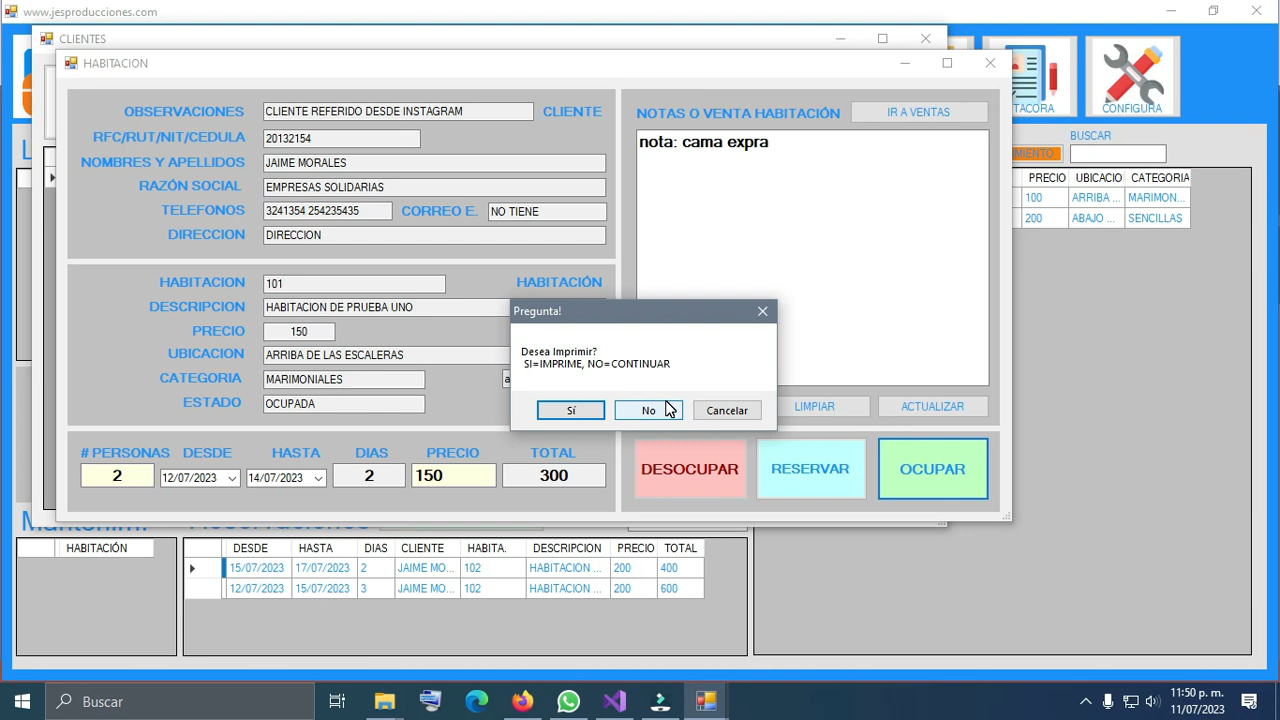 www.jesproducciones.com
CLIENTES
HABITACION
TACORA
CONFIGURA
OBSERVACIONES CLIENTE REFERIDO DESDE INSTAGRAM CLIENTE
RFC/RUT/NIT/CEDULA 20132154
NOMBRES Y APELLIDOS JAIME MORALES
RAZÓN SOCIAL EMPRESAS SOLIDARIAS
TELEFONOS 3241354 254235435 CORREO E. NO TIENE
DIRECCION DIRECCION
HABITACION 101 HABITACIÓN
DESCRIPCION HABITACION DE PRUEBA UNO
PRECIO 150
UBICACION ARRIBA DE LAS ESCALERAS
CATEGORIA MARIMONIALES
ESTADO OCUPADA
# PERSONAS DESDE HASTA DIAS PRECIO TOTAL
2 12/07/2023 14/07/2023 2 150 300
NOTAS O VENTA HABITACIÓN IR A VENTAS
nota: cama expra
LIMPIAR ACTUALIZAR
DESOCUPAR RESERVAR OCUPAR
Pregunta!
Desea Imprimir?
SI=IMPRIME, NO=CONTINUAR
Sí No Cancelar
MIENTO BUSCAR
PRECIO UBICACIO CATEGORIA
100 ARRIBA ... MARIMON...
200 ABAJO ... SENCILLAS
HABITACIÓN
DESDE HASTA DIAS CLIENTE HABITA. DESCRIPCION PRECIO TOTAL
15/07/2023 17/07/2023 2 JAIME MO... 102 HABITACION ... 200 400
12/07/2023 15/07/2023 3 JAIME MO... 102 HABITACION ... 200 600
Buscar
11:50 p. m.
11/07/2023